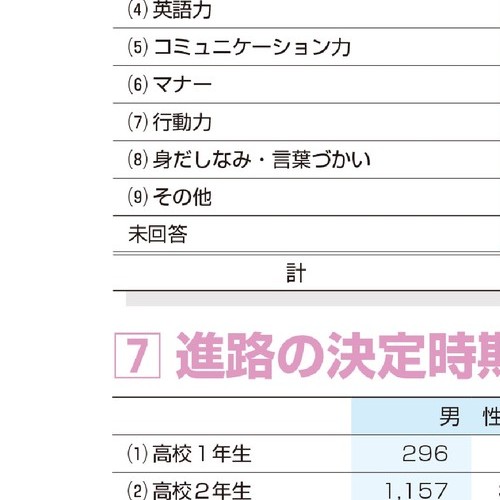 (4) 英語力
(5) コミュニケーション力
(6) マナー
(7) 行動力
(8) 身だしなみ・言葉づかい
(9) その他
未回答
計
7 進路の決定時期
男 性
(1) 高校1年生 296
(2) 高校2年生 1,157